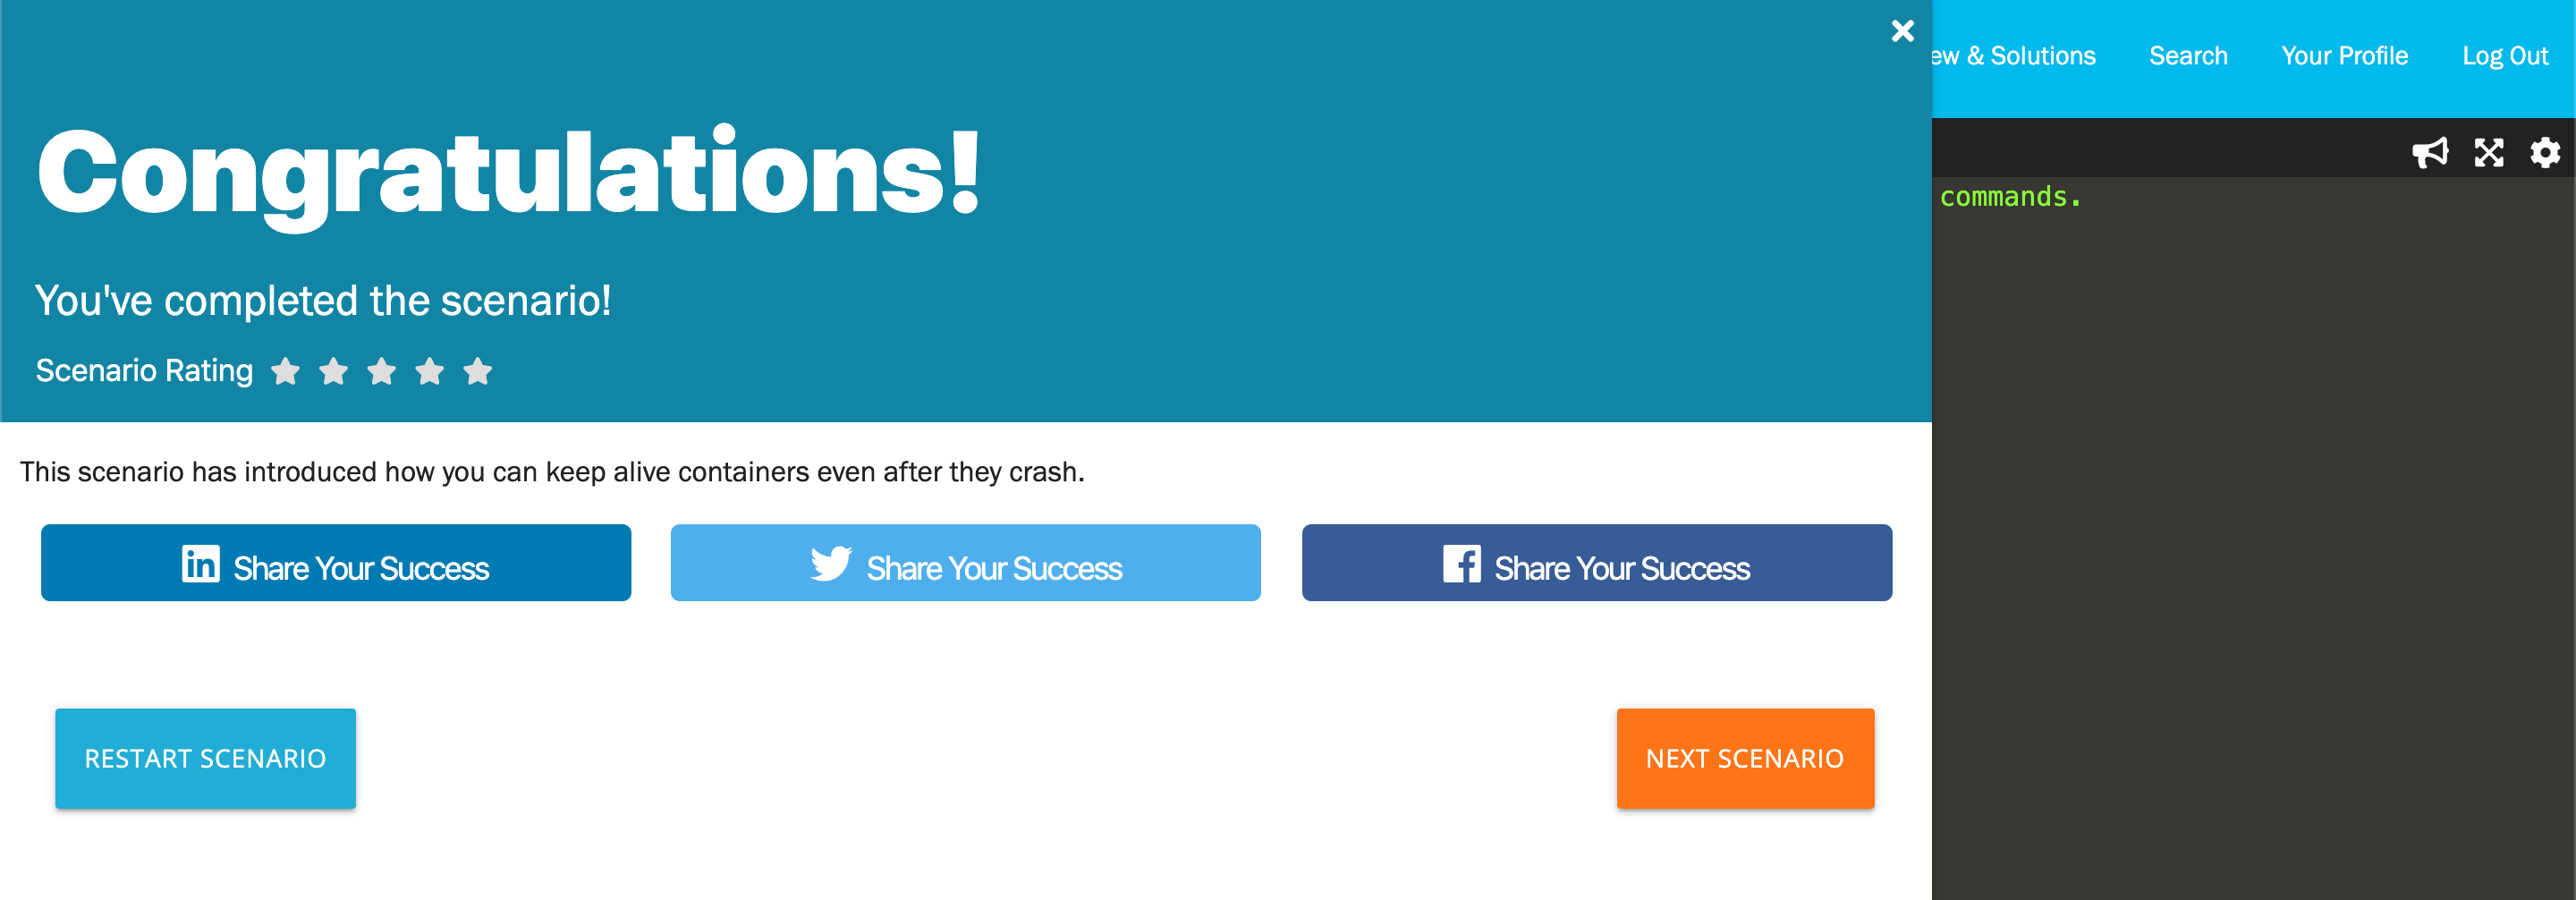 ew & Solutions Search Your Profile Log Out
commands.
Congratulations!
You've completed the scenario!
Scenario Rating
This scenario has introduced how you can keep alive containers even after they crash.
in Share Your Success
Share Your Success
f Share Your Success
RESTART SCENARIO
NEXT SCENARIO